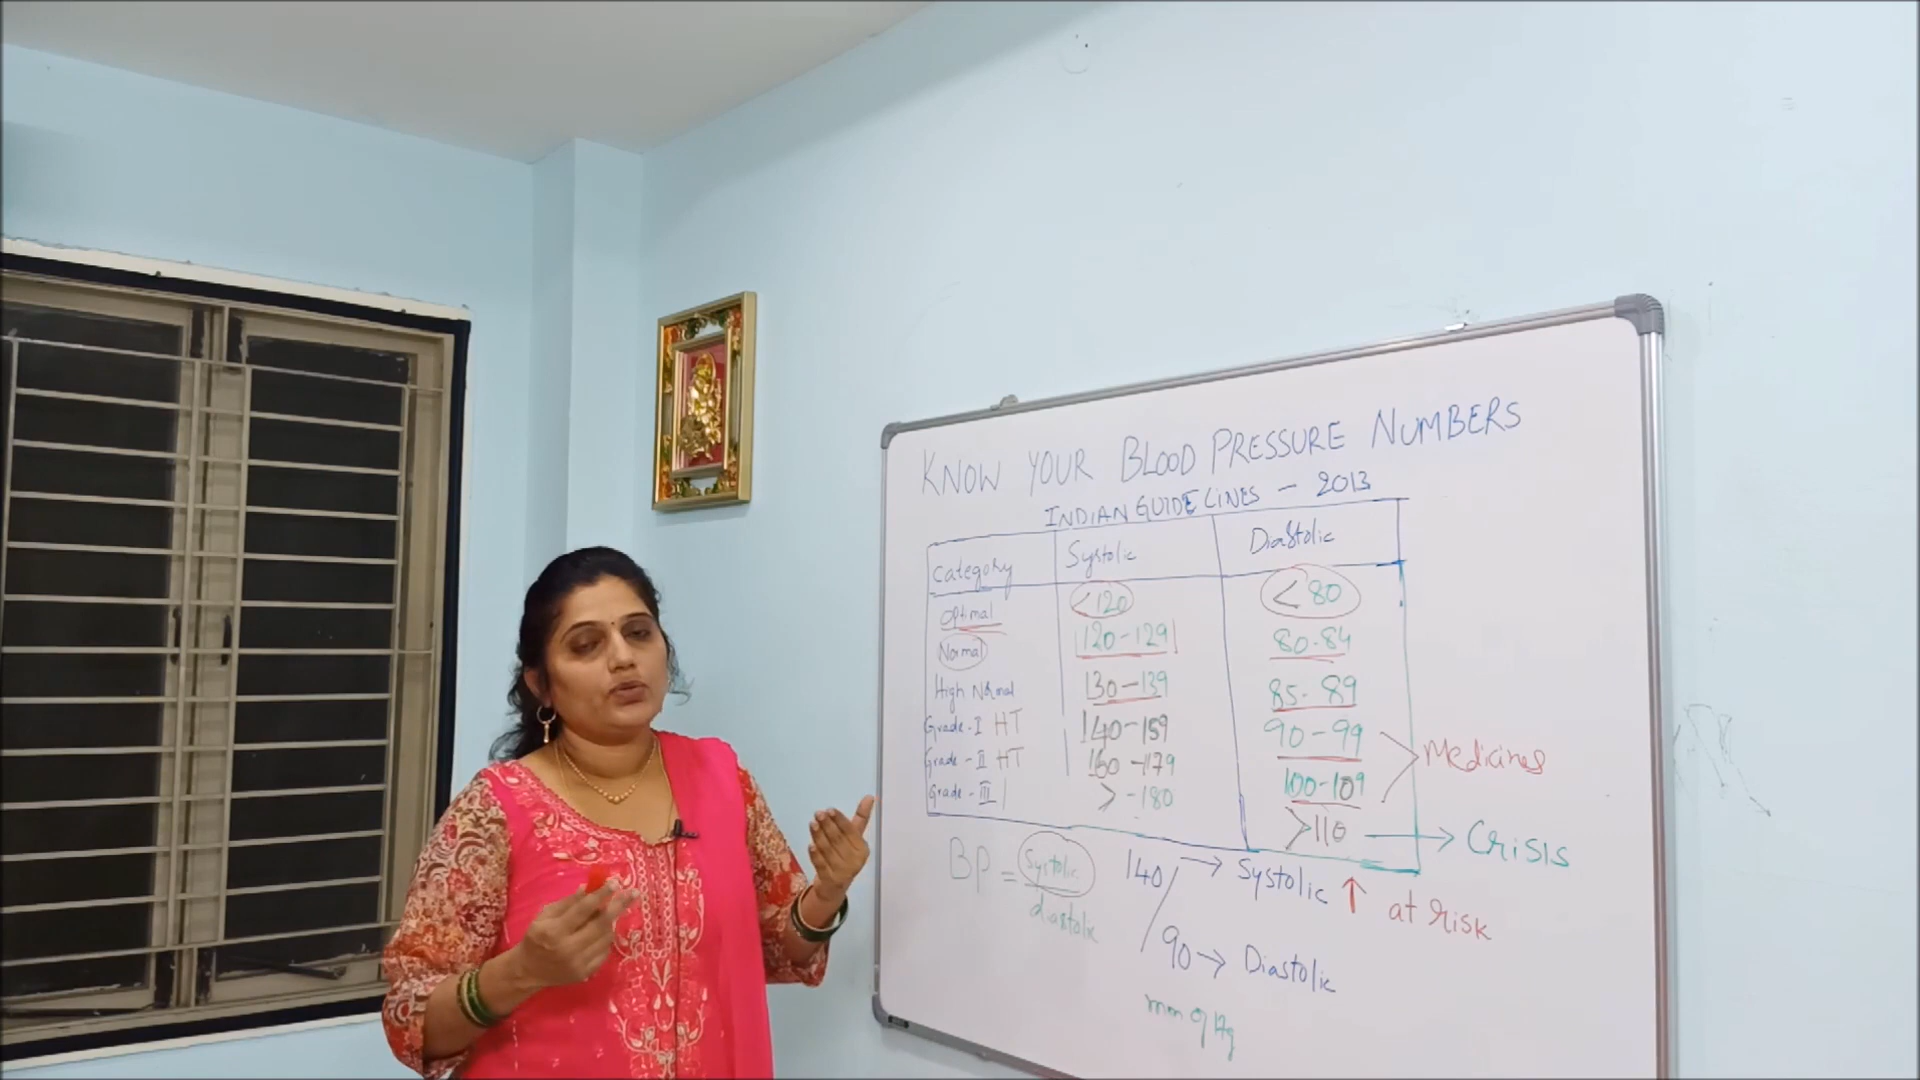 KNOW YOUR BLOOD PRESSURE NUMBERS
INDIAN GUIDE LINES - 2013
Category Systolic Diastolic
Optimal <120 <80
Normal 120-129 80-84
High Normal 130-139 85-89
Grade-I HT 140-159 90-99
Grade-II HT 160-179 100-109
Medicines
Grade-III >-180 >110 → Crisis
BP = Systolic / diastolic
140 → Systolic ↑ at risk
90 → Diastolic
mm of Hg